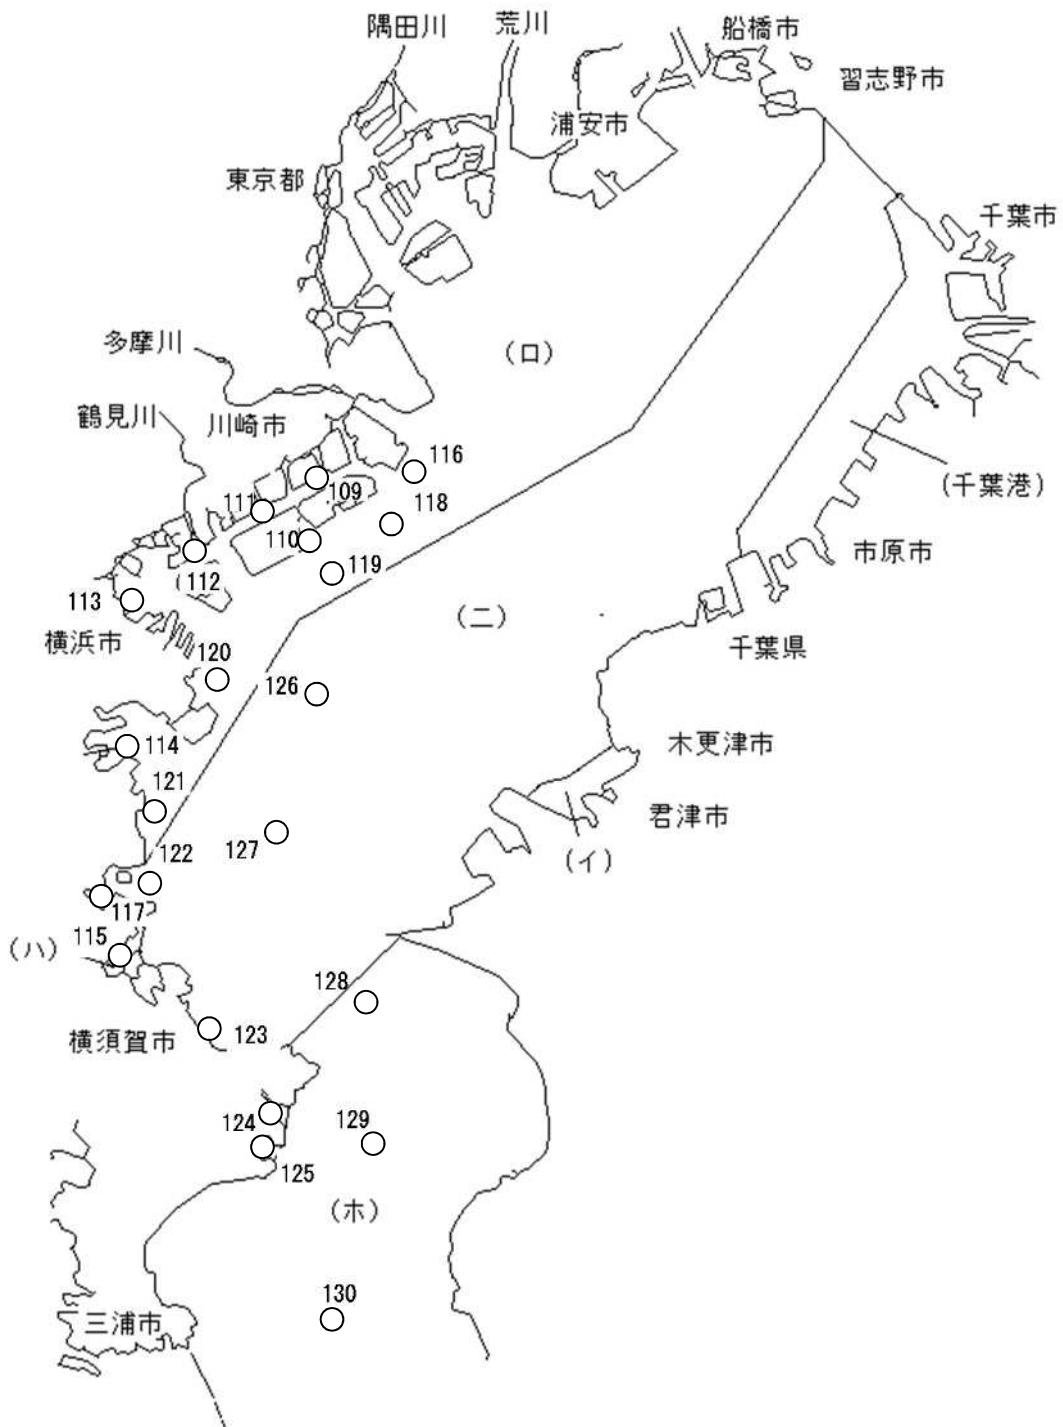 隅田川
荒川
船橋市
習志野市
浦安市
東京都
千葉市
多摩川
(ロ)
鶴見川
川崎市
116
109
(千葉港)
111
118
110
市原市
119
112
113
(ニ)
横浜市
千葉県
120
126
114
木更津市
121
君津市
127
122
(イ)
117
115
(ハ)
128
横須賀市
123
124
129
125
(ホ)
130
三浦市